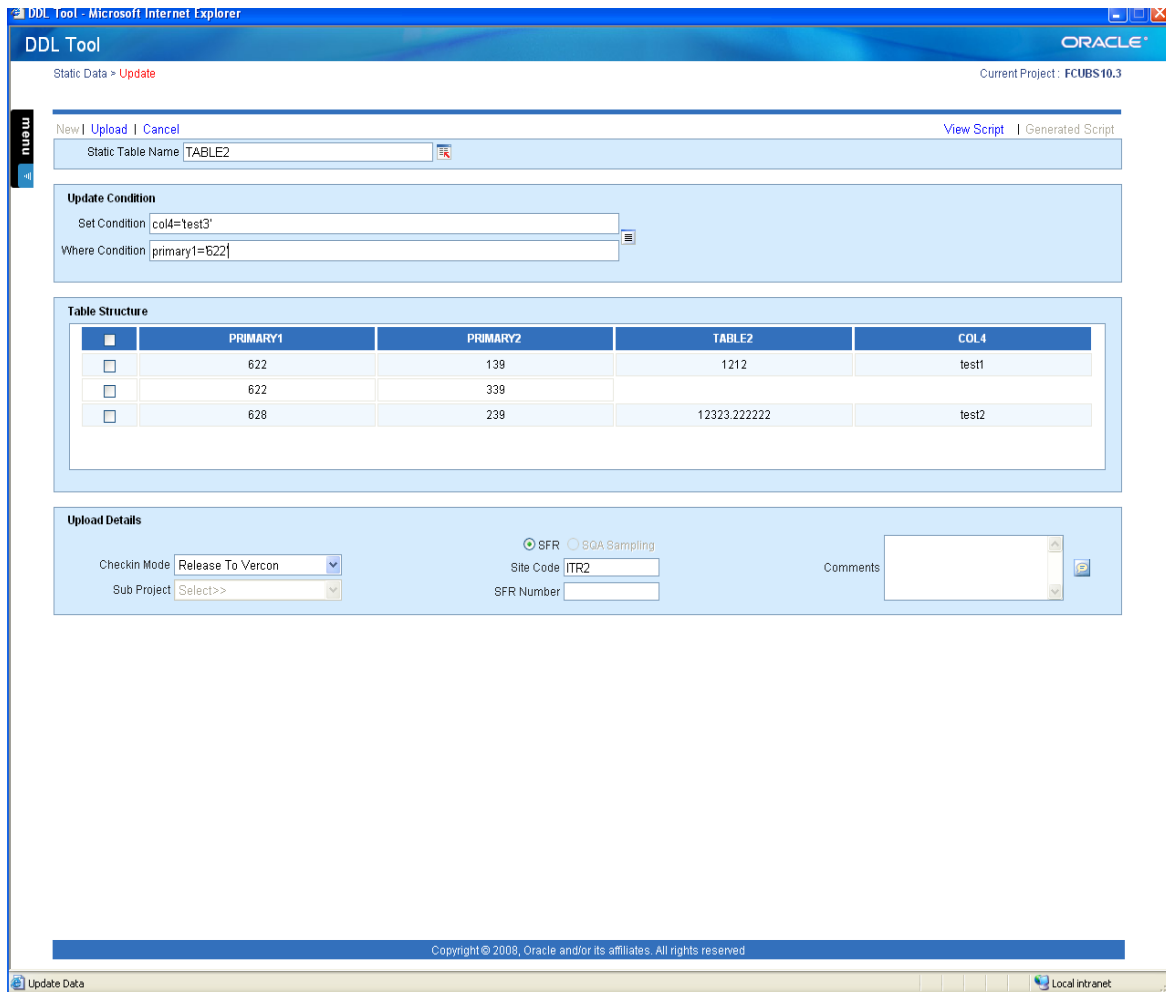 DDL Tool - Microsoft Internet Explorer
DDL Tool
ORACLE
Static Data > Update
Current Project : FCUBS10.3
menu
New | Upload | Cancel
View Script | Generated Script
Static Table Name TABLE2
Update Condition
Set Condition col4='test3'
Where Condition primary1='622'
Table Structure
PRIMARY1 PRIMARY2 TABLE2 COL4
622 139 1212 test1
622 339
628 239 12323.222222 test2
Upload Details
SFR SQA Sampling
Checkin Mode Release To Vercon Site Code ITR2 Comments
Sub Project Select>> SFR Number
Copyright © 2008, Oracle and/or its affiliates. All rights reserved
Update Data
Local intranet